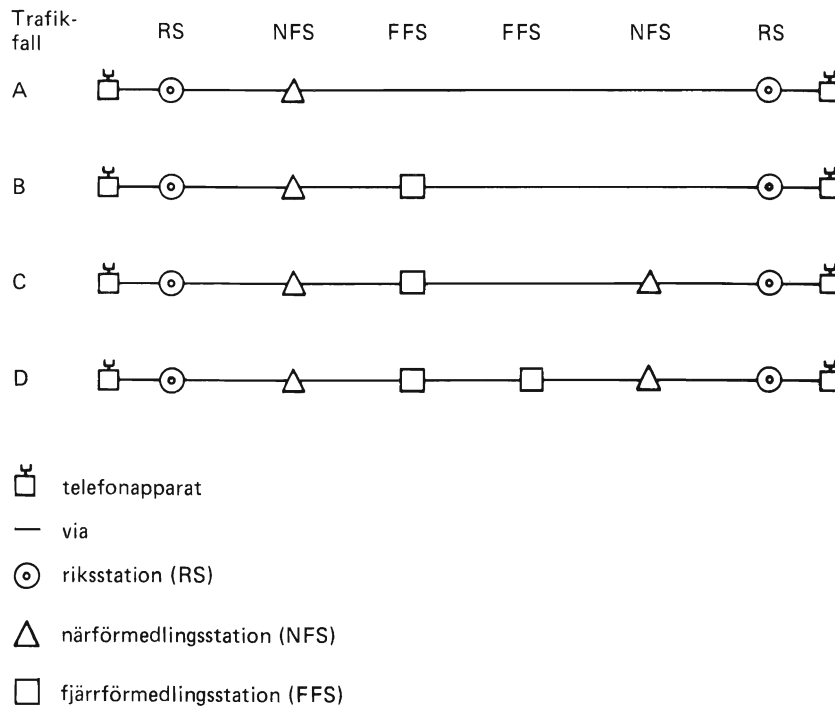 Trafik-
fall
RS NFS FFS FFS NFS RS
A
B
C
D
telefonapparat
via
riksstation (RS)
närförmedlingsstation (NFS)
fjärrförmedlingsstation (FFS)